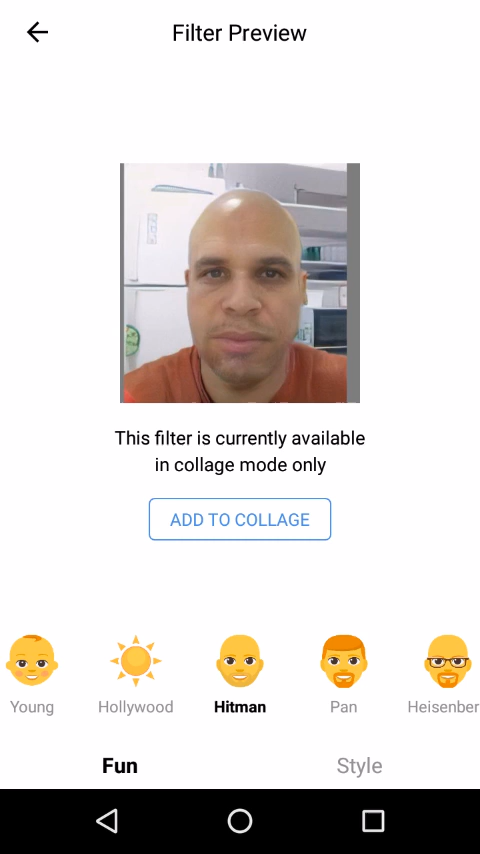 Filter Preview
This filter is currently available
in collage mode only
ADD TO COLLAGE
Young
Hollywood
Hitman
Pan
Heisenber
Fun
Style